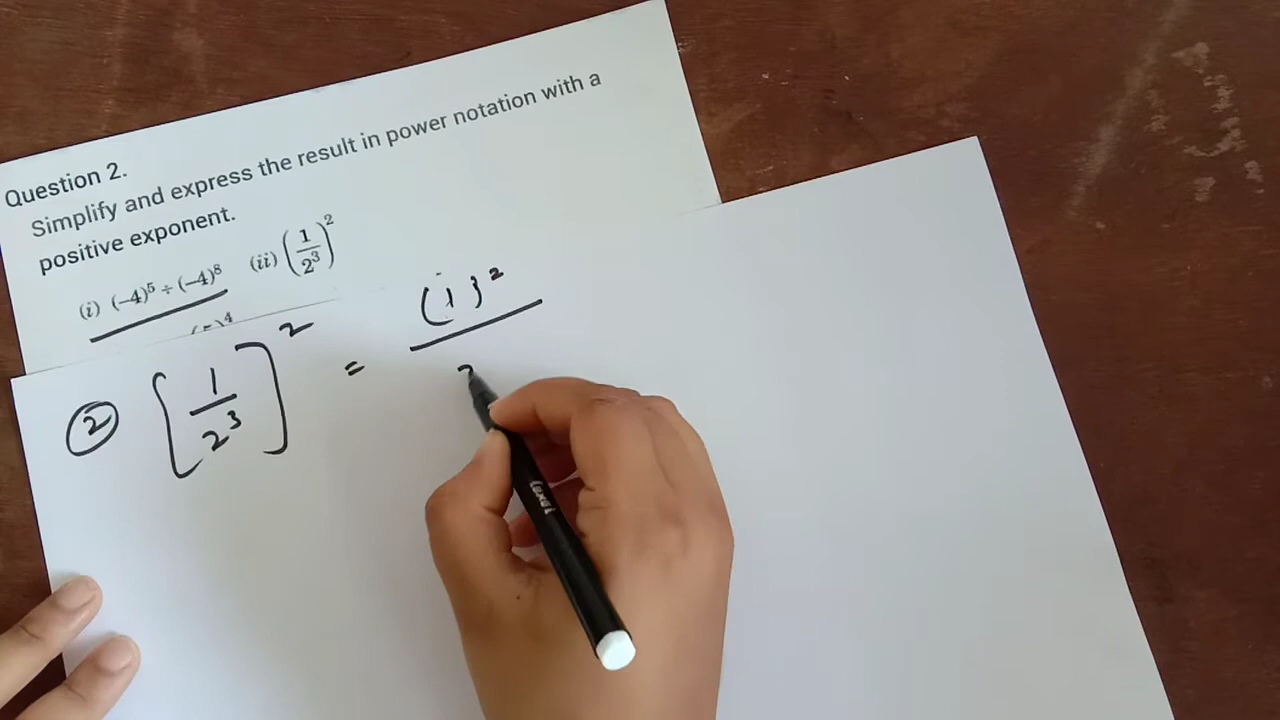 Question 2.
Simplify and express the result in power notation with a
positive exponent.
(i) (−4)⁵ ÷ (−4)⁸ (ii) (1/2³)²
② [1/2³]² = (1)²/